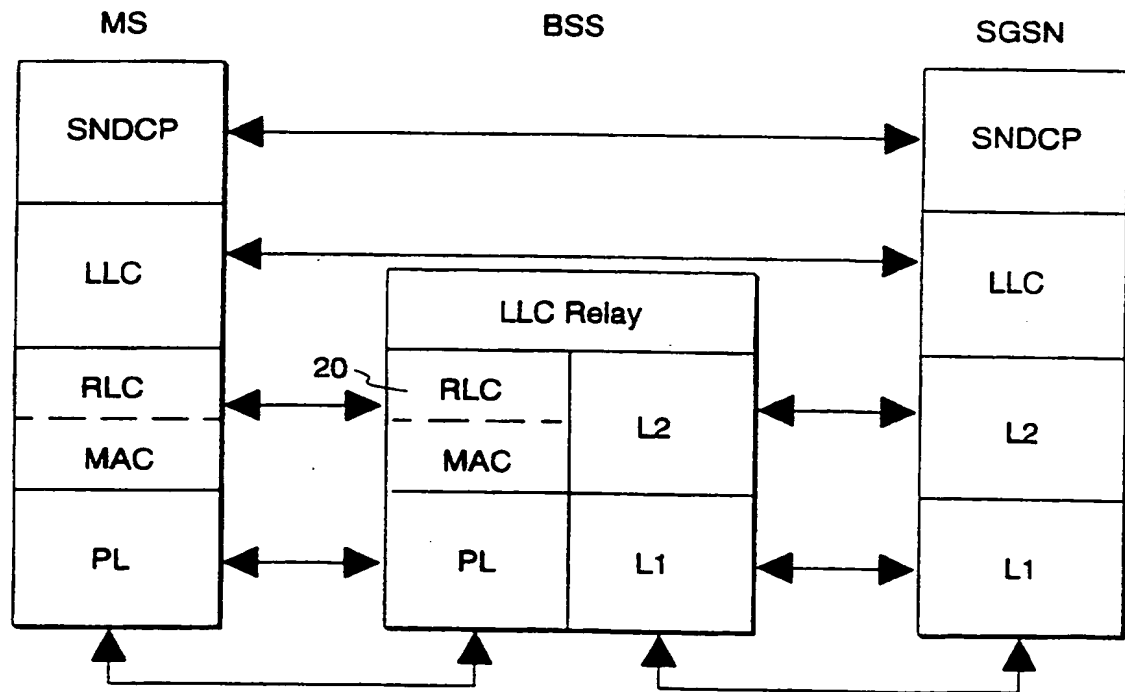 MS
BSS
SGSN
SNDCP
SNDCP
LLC
LLC
LLC Relay
20
RLC
RLC
L2
L2
MAC
MAC
PL
PL
L1
L1